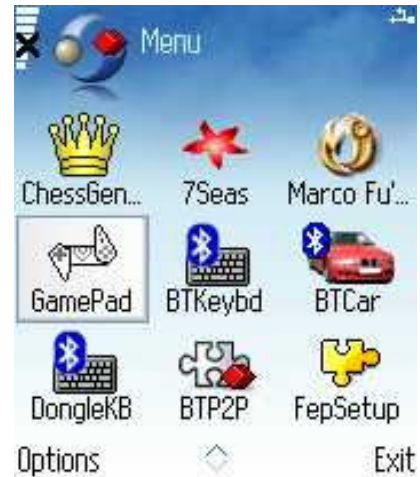 Menu
ChessGen... 7Seas Marco Fu'...
GamePad BTKeybd BTCar
DongleKB BTP2P FepSetup
Options Exit